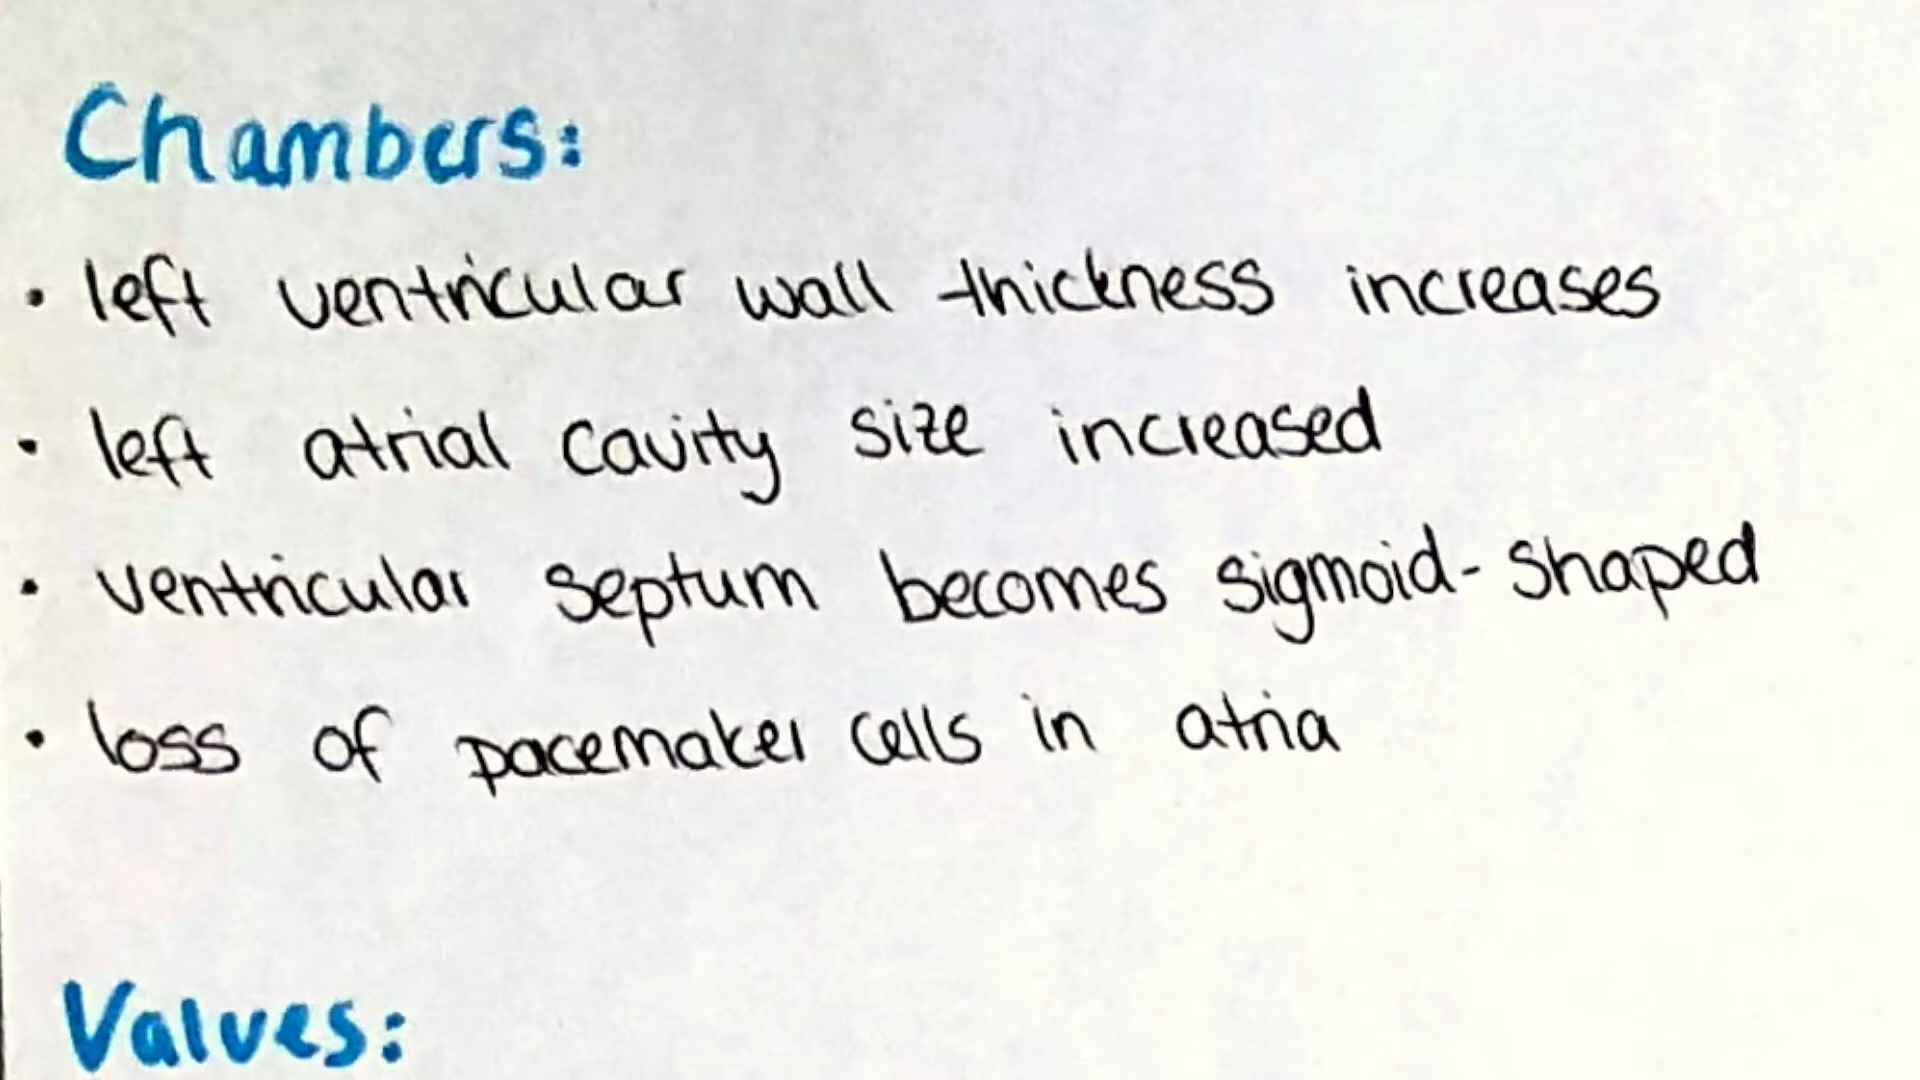 Chambers:
• left ventricular wall thickness increases
• left atrial cavity size increased
• ventricular septum becomes sigmoid-shaped
• loss of pacemaker cells in atria
Valves: